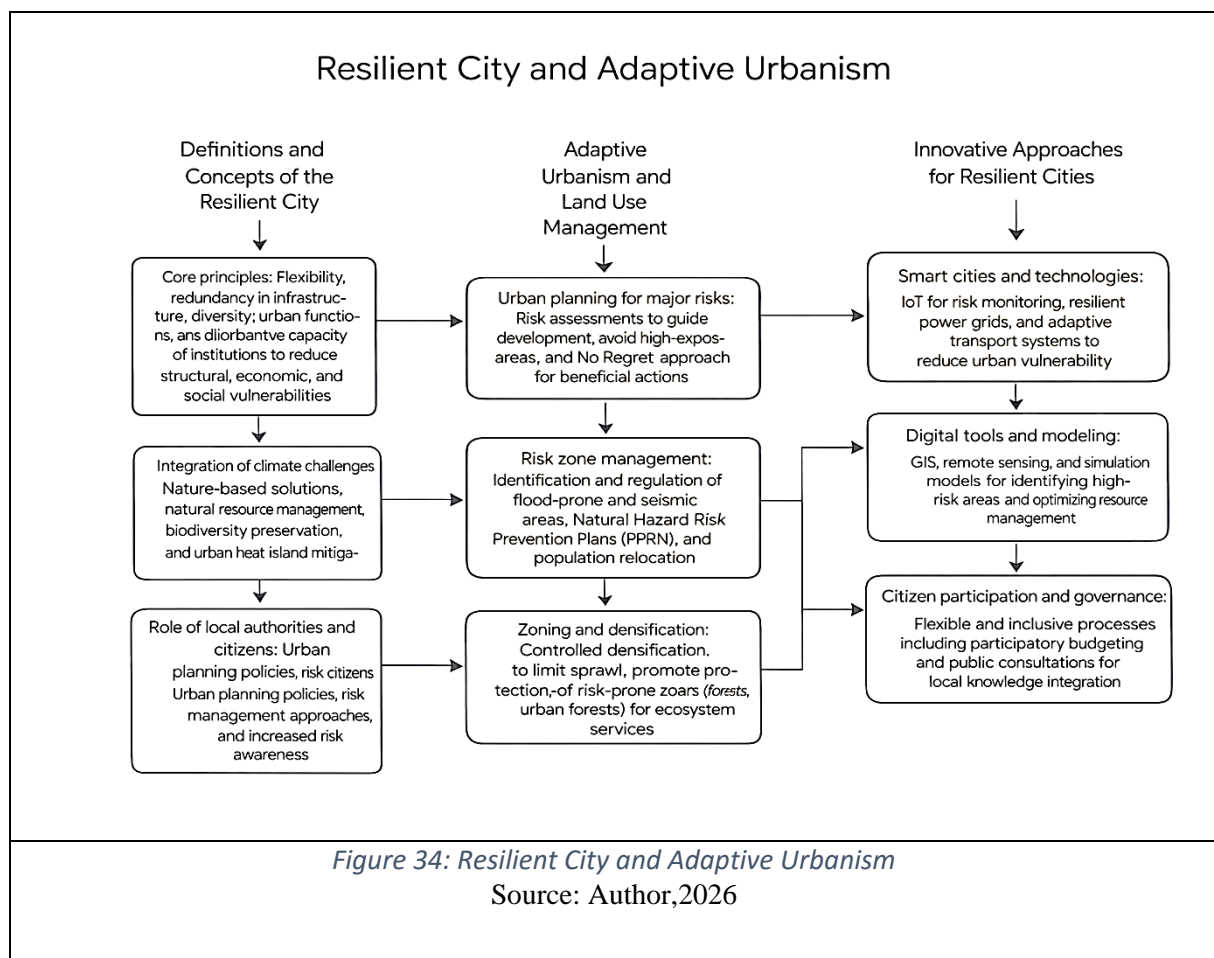 Resilient City and Adaptive Urbanism
Definitions and
Concepts of the
Resilient City
Core principles: Flexibility,
redundancy in infrastruc-
ture, diversity; urban functio-
ns, ans dliorbantve capacity
of institutions to reduce
structural, economic, and
social vulnerabilities
Integration of climate challenges
Nature-based solutions,
natural resource management,
biodiversity preservation,
and urban heat island mitiga-
Role of local authorities and
citizens: Urban
planning policies, risk citizens
Urban planning policies, risk
management approaches,
and increased risk
awareness
Adaptive
Urbanism and
Land Use
Management
Urban planning for major risks:
Risk assessments to guide
development, avoid high-expos-
areas, and No Regret approach
for beneficial actions
Risk zone management:
Identification and regulation of
flood-prone and seismic
areas, Natural Hazard Risk
Prevention Plans (PPRN), and
population relocation
Zoning and densification:
Controlled densification.
to limit sprawl, promote pro-
tection,-of risk-prone zoars (forests,
urban forests) for ecosystem
services
Innovative Approaches
for Resilient Cities
Smart cities and technologies:
IoT for risk monitoring, resilient
power grids, and adaptive
transport systems to
reduce urban vulnerability
Digital tools and modeling:
GIS, remote sensing, and simulation
models for identifying high-
risk areas and optimizing resource
management
Citizen participation and governance:
Flexible and inclusive processes
including participatory budgeting
and public consultations for
local knowledge integration
Figure 34: Resilient City and Adaptive Urbanism
Source: Author,2026